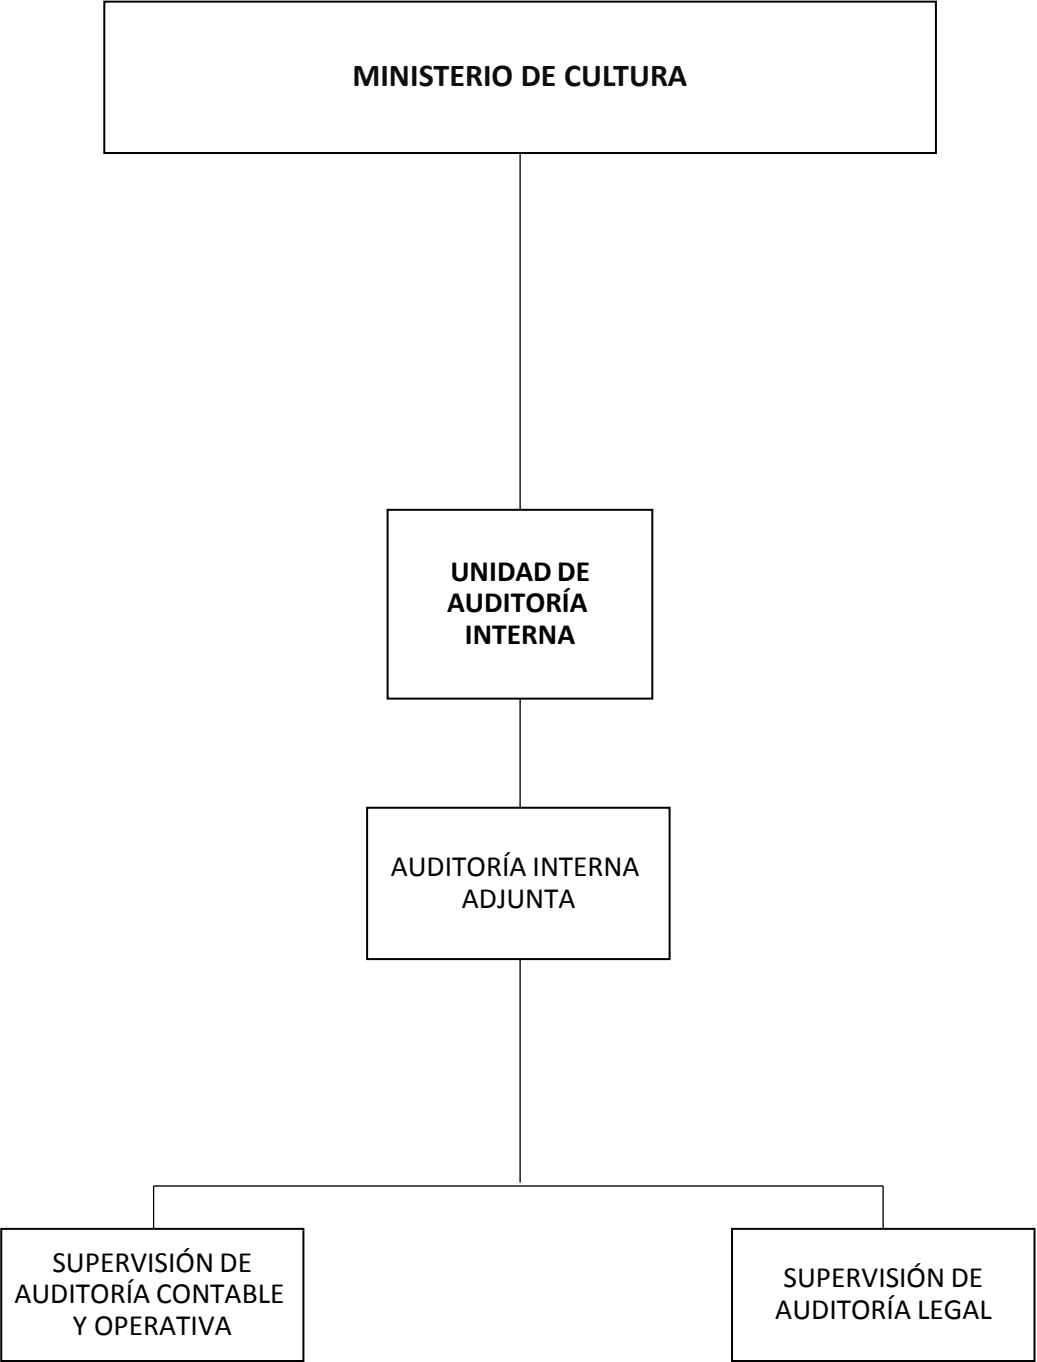 MINISTERIO DE CULTURA
UNIDAD DE
AUDITORÍA
INTERNA
AUDITORÍA INTERNA
ADJUNTA
SUPERVISIÓN DE
AUDITORÍA CONTABLE
Y OPERATIVA
SUPERVISIÓN DE
AUDITORÍA LEGAL